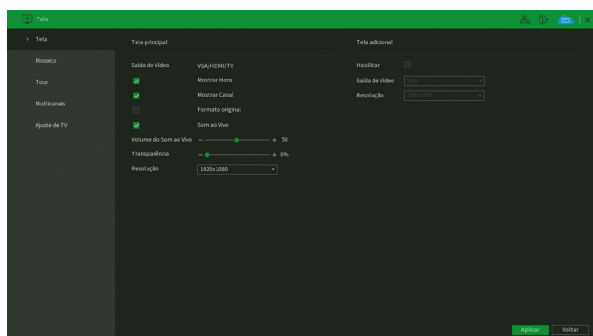 Tela
Tela
Mosaico
Tour
Multicanais
Ajuste de TV
Tela principal
Saída de Vídeo VGA/HDMI/TV
Mostrar Hora
Mostrar Canal
Formato original
Som ao Vivo
Volume do Som ao Vivo 50
Transparência 0%
Resolução 1920x1080
Tela adicional
Habilitar
Saída de Vídeo VGA
Resolução
Aplicar Voltar